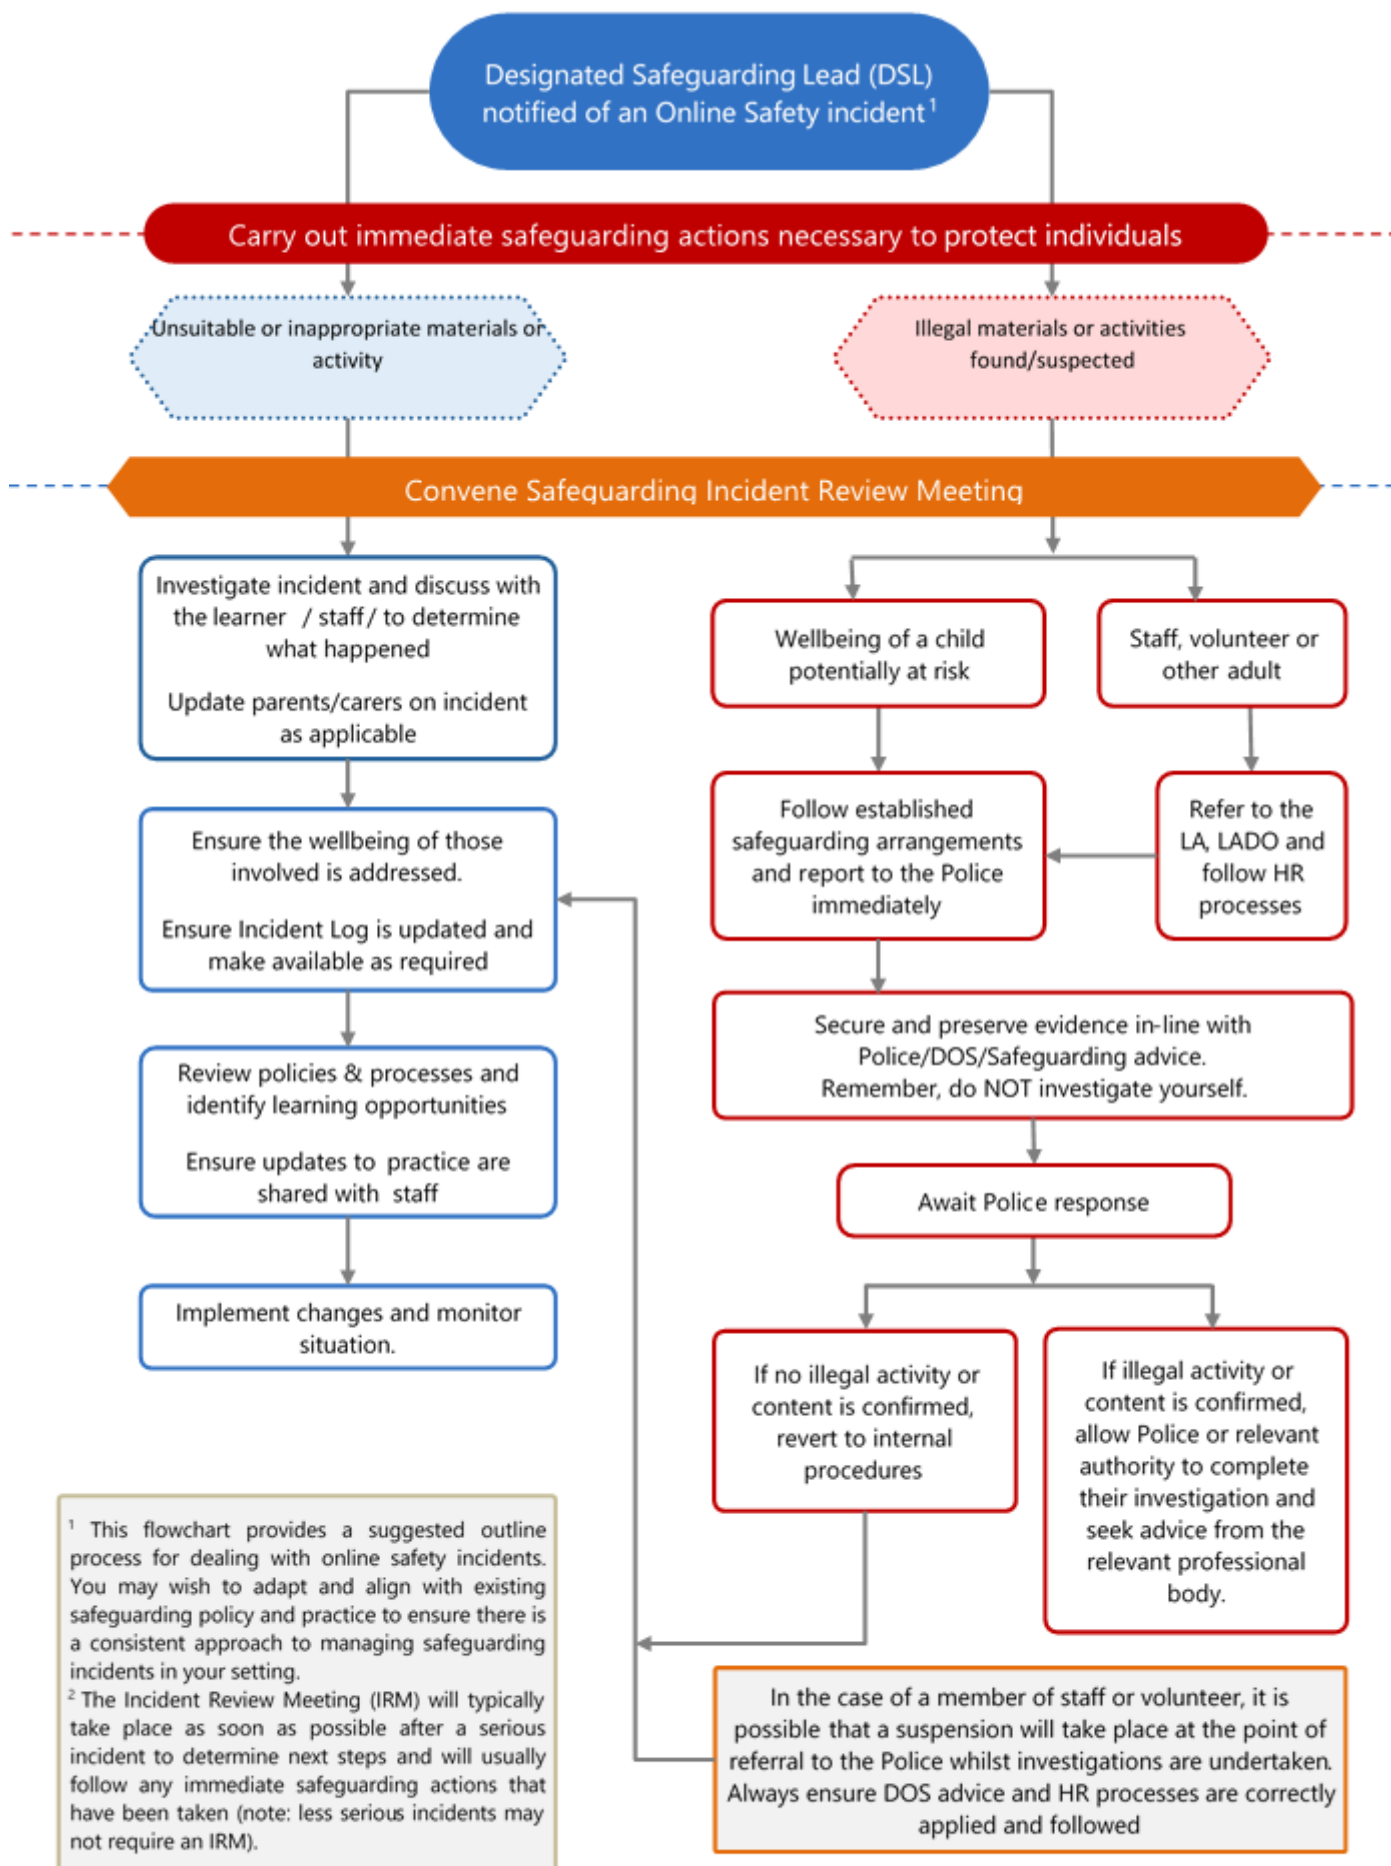 Designated Safeguarding Lead (DSL)
notified of an Online Safety incident¹
Carry out immediate safeguarding actions necessary to protect individuals
Unsuitable or inappropriate materials or
activity
Illegal materials or activities
found/suspected
Convene Safeguarding Incident Review Meeting
Investigate incident and discuss with
the learner / staff/ to determine
what happened
Update parents/carers on incident
as applicable
Wellbeing of a child
potentially at risk
Staff, volunteer or
other adult
Follow established
safeguarding arrangements
and report to the Police
immediately
Refer to the
LA, LADO and
follow HR
processes
Ensure the wellbeing of those
involved is addressed.
Ensure Incident Log is updated and
make available as required
Secure and preserve evidence in-line with
Police/DOS/Safeguarding advice.
Remember, do NOT investigate yourself.
Review policies & processes and
identify learning opportunities
Ensure updates to practice are
shared with staff
Await Police response
Implement changes and monitor
situation.
If no illegal activity or
content is confirmed,
revert to internal
procedures
If illegal activity or
content is confirmed,
allow Police or relevant
authority to complete
their investigation and
seek advice from the
relevant professional
body.
¹ This flowchart provides a suggested outline
process for dealing with online safety incidents.
You may wish to adapt and align with existing
safeguarding policy and practice to ensure there is
a consistent approach to managing safeguarding
incidents in your setting.
² The Incident Review Meeting (IRM) will typically
take place as soon as possible after a serious
incident to determine next steps and will usually
follow any immediate safeguarding actions that
have been taken (note: less serious incidents may
not require an IRM).
In the case of a member of staff or volunteer, it is
possible that a suspension will take place at the point of
referral to the Police whilst investigations are undertaken.
Always ensure DOS advice and HR processes are correctly
applied and followed